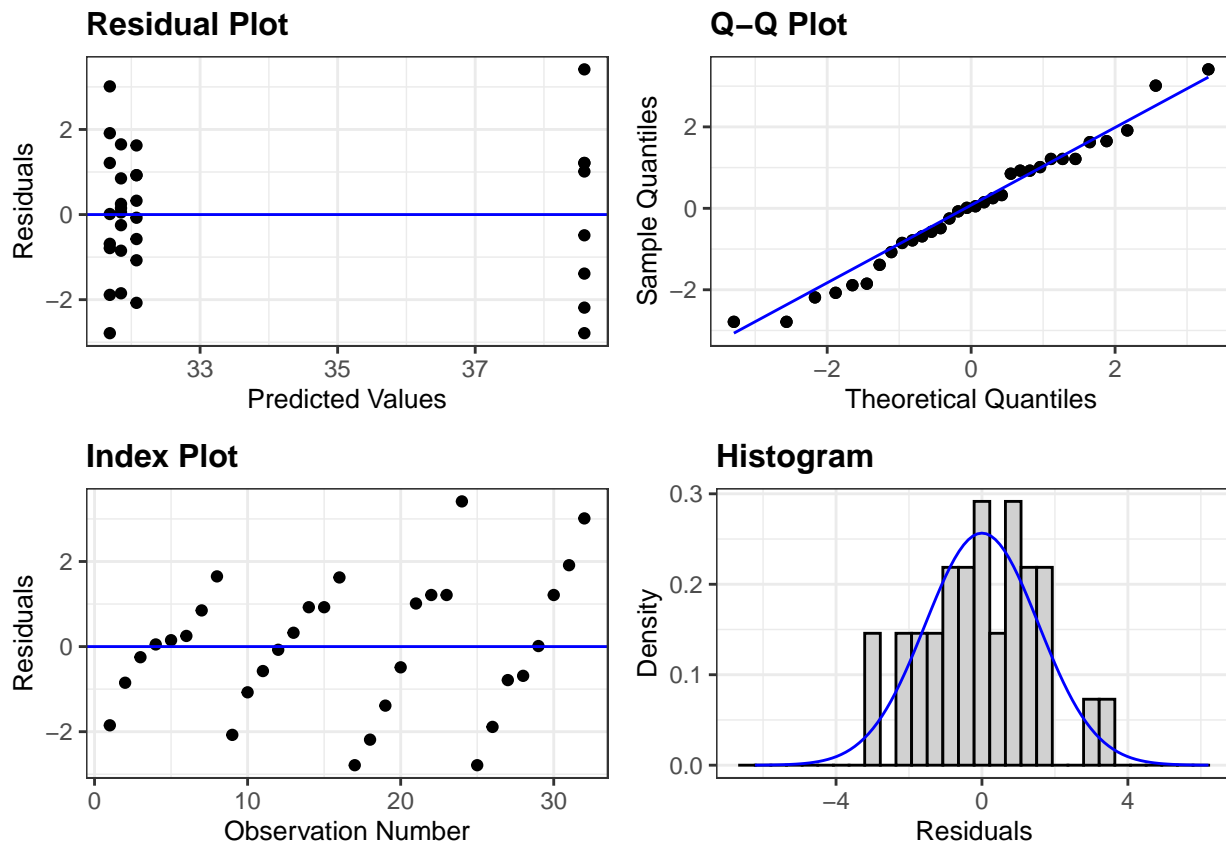 Residual Plot
2
0
−2
Residuals
33
35
37
Predicted Values
Q−Q Plot
2
0
−2
Sample Quantiles
−2
0
2
Theoretical Quantiles
Index Plot
2
0
−2
Residuals
0
10
20
30
Observation Number
Histogram
0.3
0.2
0.1
0.0
Density
−4
0
4
Residuals